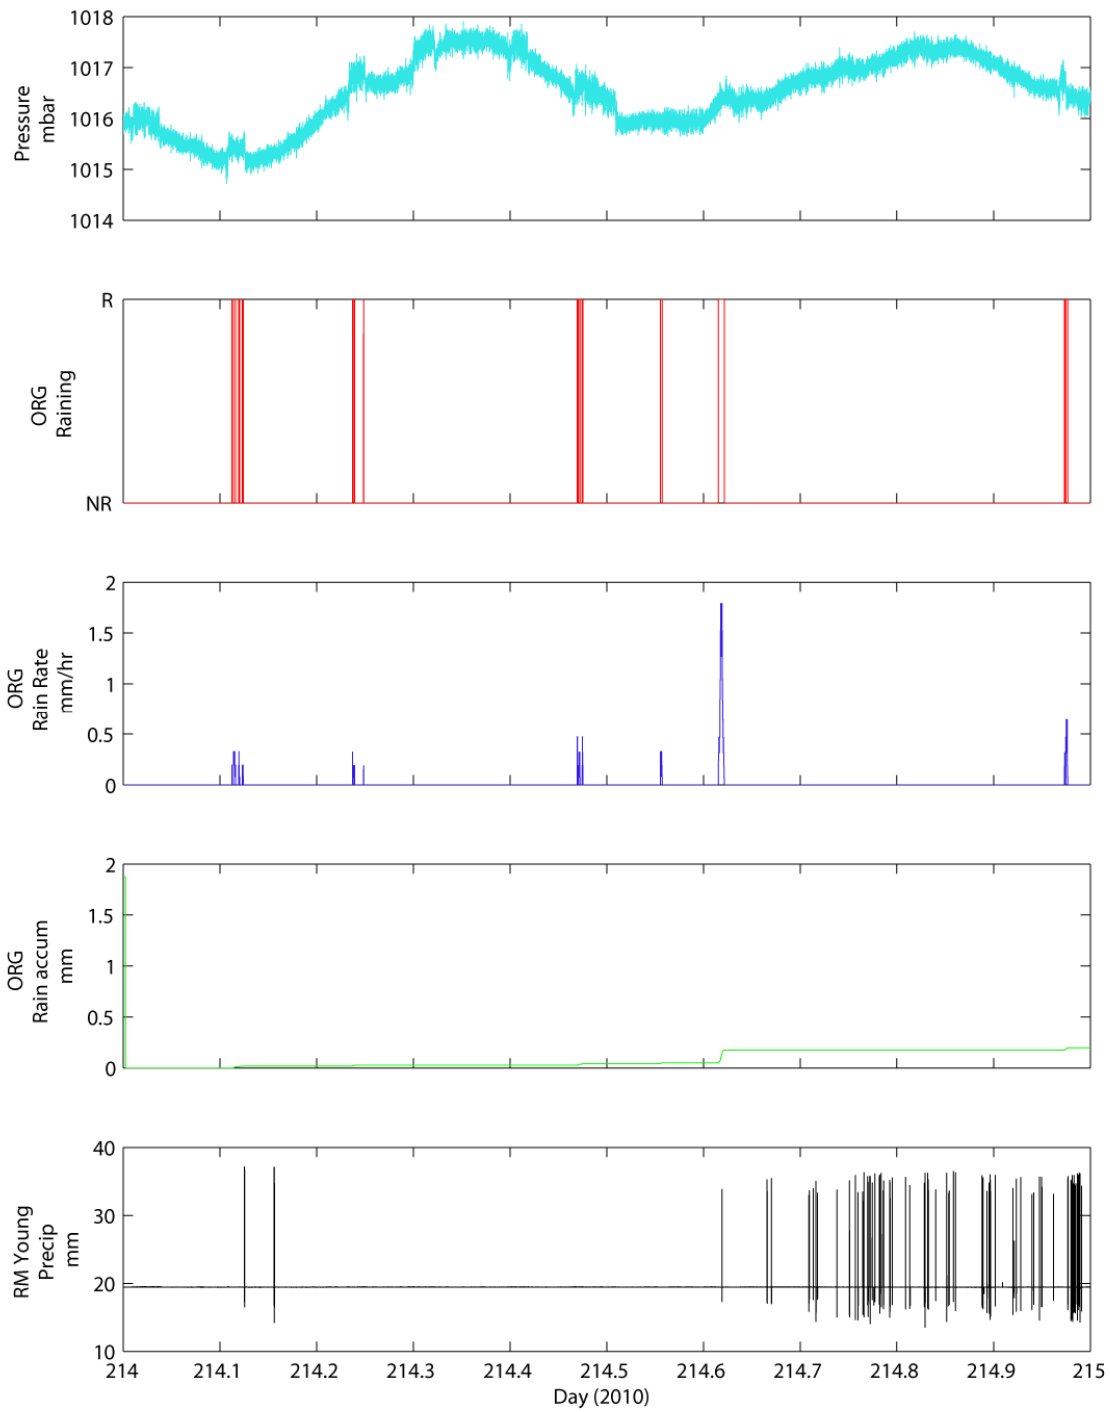 1018
1017
1016
1015
1014
Pressure
mbar
R
NR
ORG
Raining
2
1.5
1
0.5
0
ORG
Rain Rate
mm/hr
2
1.5
1
0.5
0
ORG
Rain accum
mm
40
30
20
10
RM Young
Precip
mm
214 214.1 214.2 214.3 214.4 214.5 214.6 214.7 214.8 214.9 215
Day (2010)